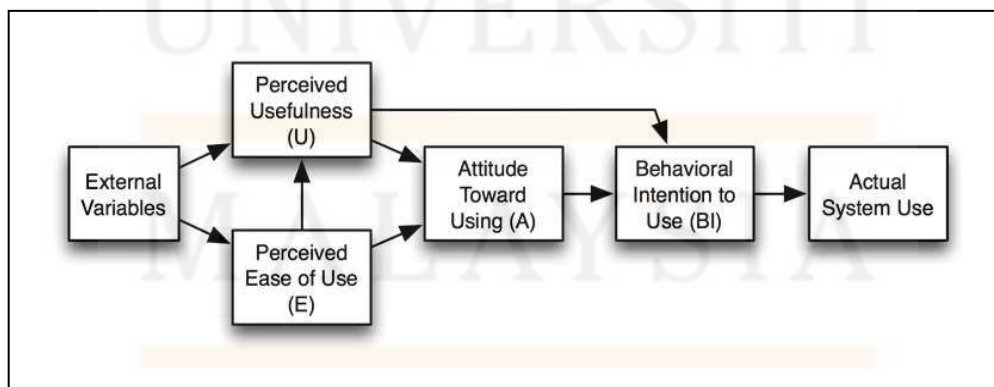 UNIVERSITI
Perceived
Usefulness
(U)
External
Variables
Attitude
Toward
Using (A)
Behavioral
Intention to
Use (BI)
Actual
System Use
MALAYSIA
Perceived
Ease of Use
(E)